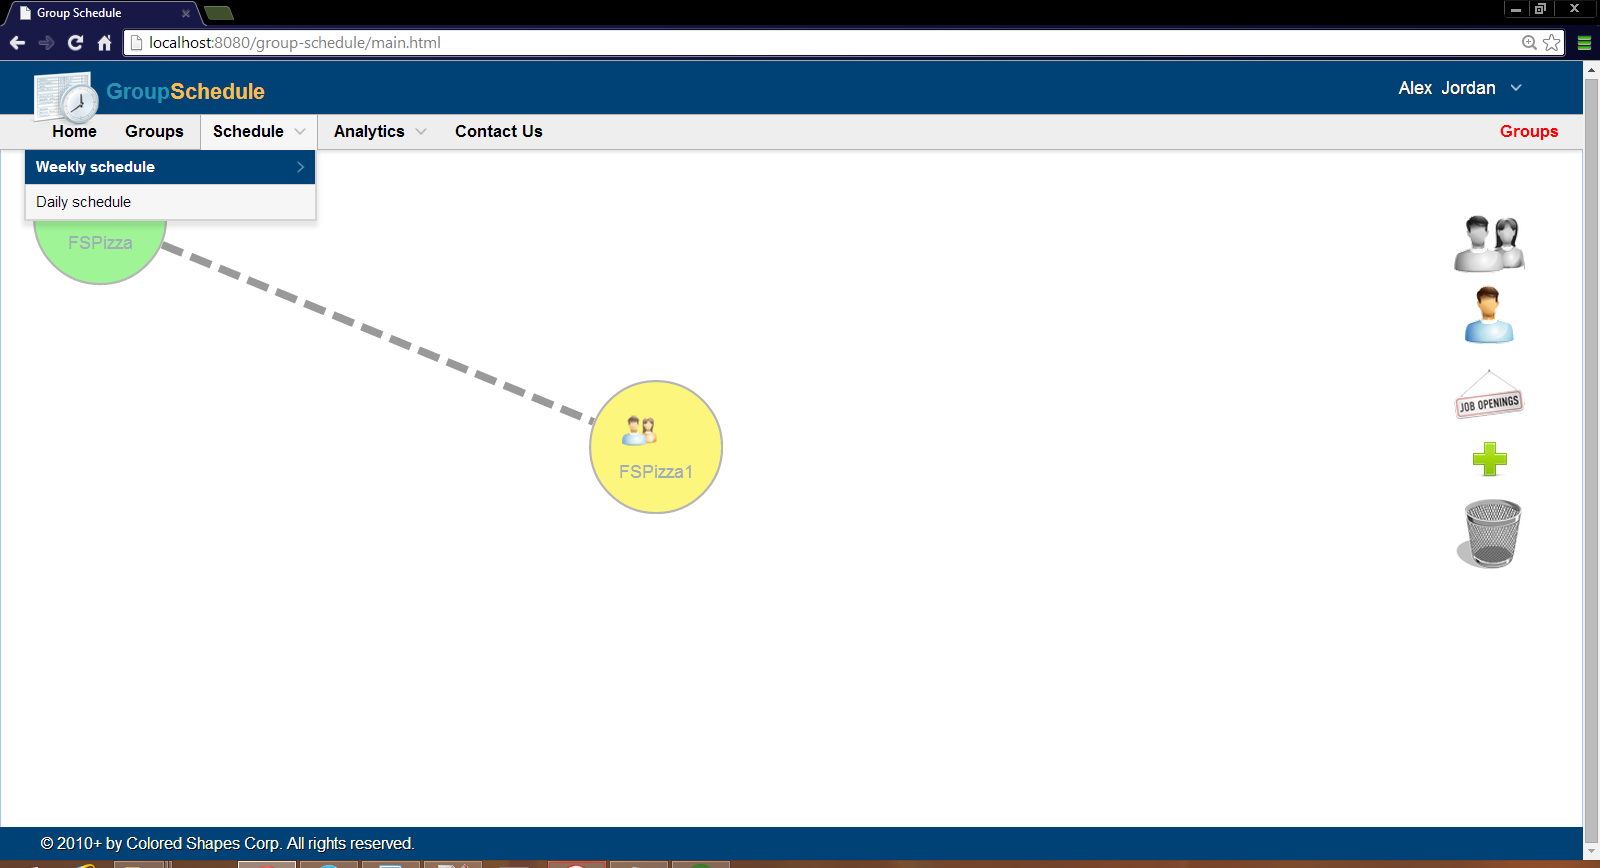 Group Schedule
localhost:8080/group-schedule/main.html
GroupSchedule
Alex Jordan
Home Groups Schedule Analytics Contact Us Groups
Weekly schedule
Daily schedule
FSPizza
JOB OPENINGS
FSPizza1
© 2010+ by Colored Shapes Corp. All rights reserved.